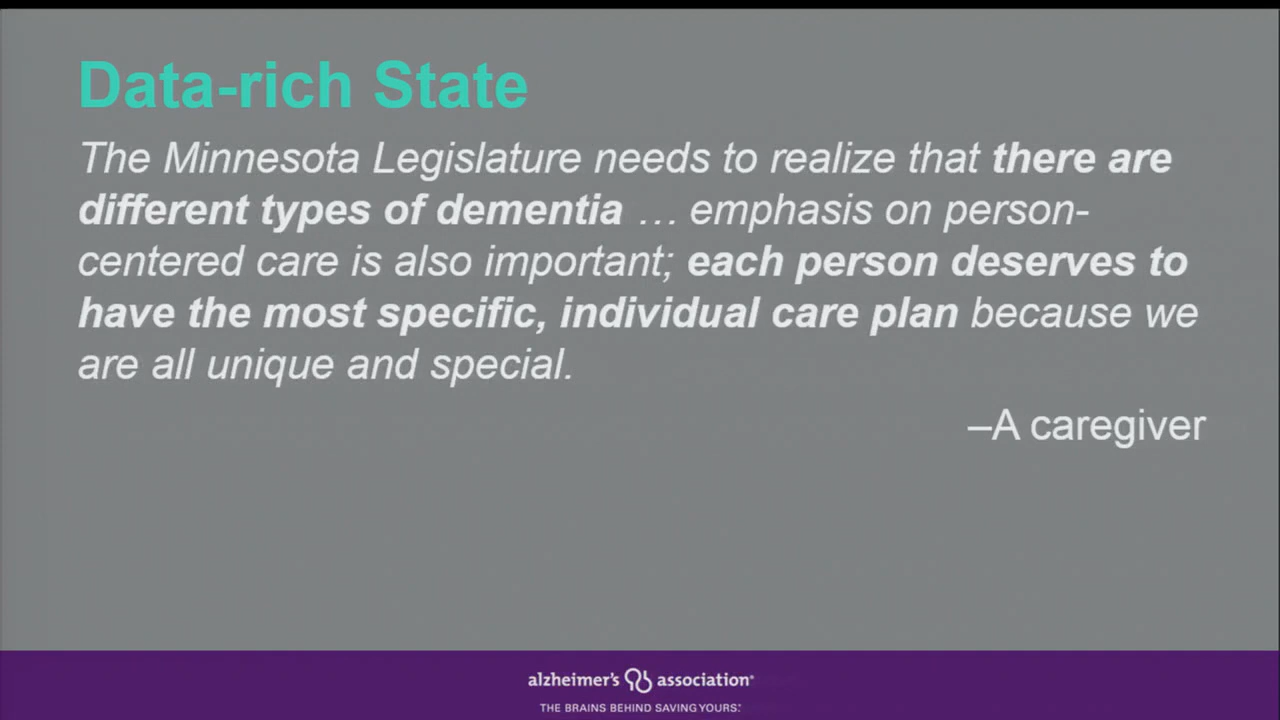 Data-rich State
The Minnesota Legislature needs to realize that there are
different types of dementia … emphasis on person-
centered care is also important; each person deserves to
have the most specific, individual care plan because we
are all unique and special.
–A caregiver
alzheimer's association®
THE BRAINS BEHIND SAVING YOURS.™